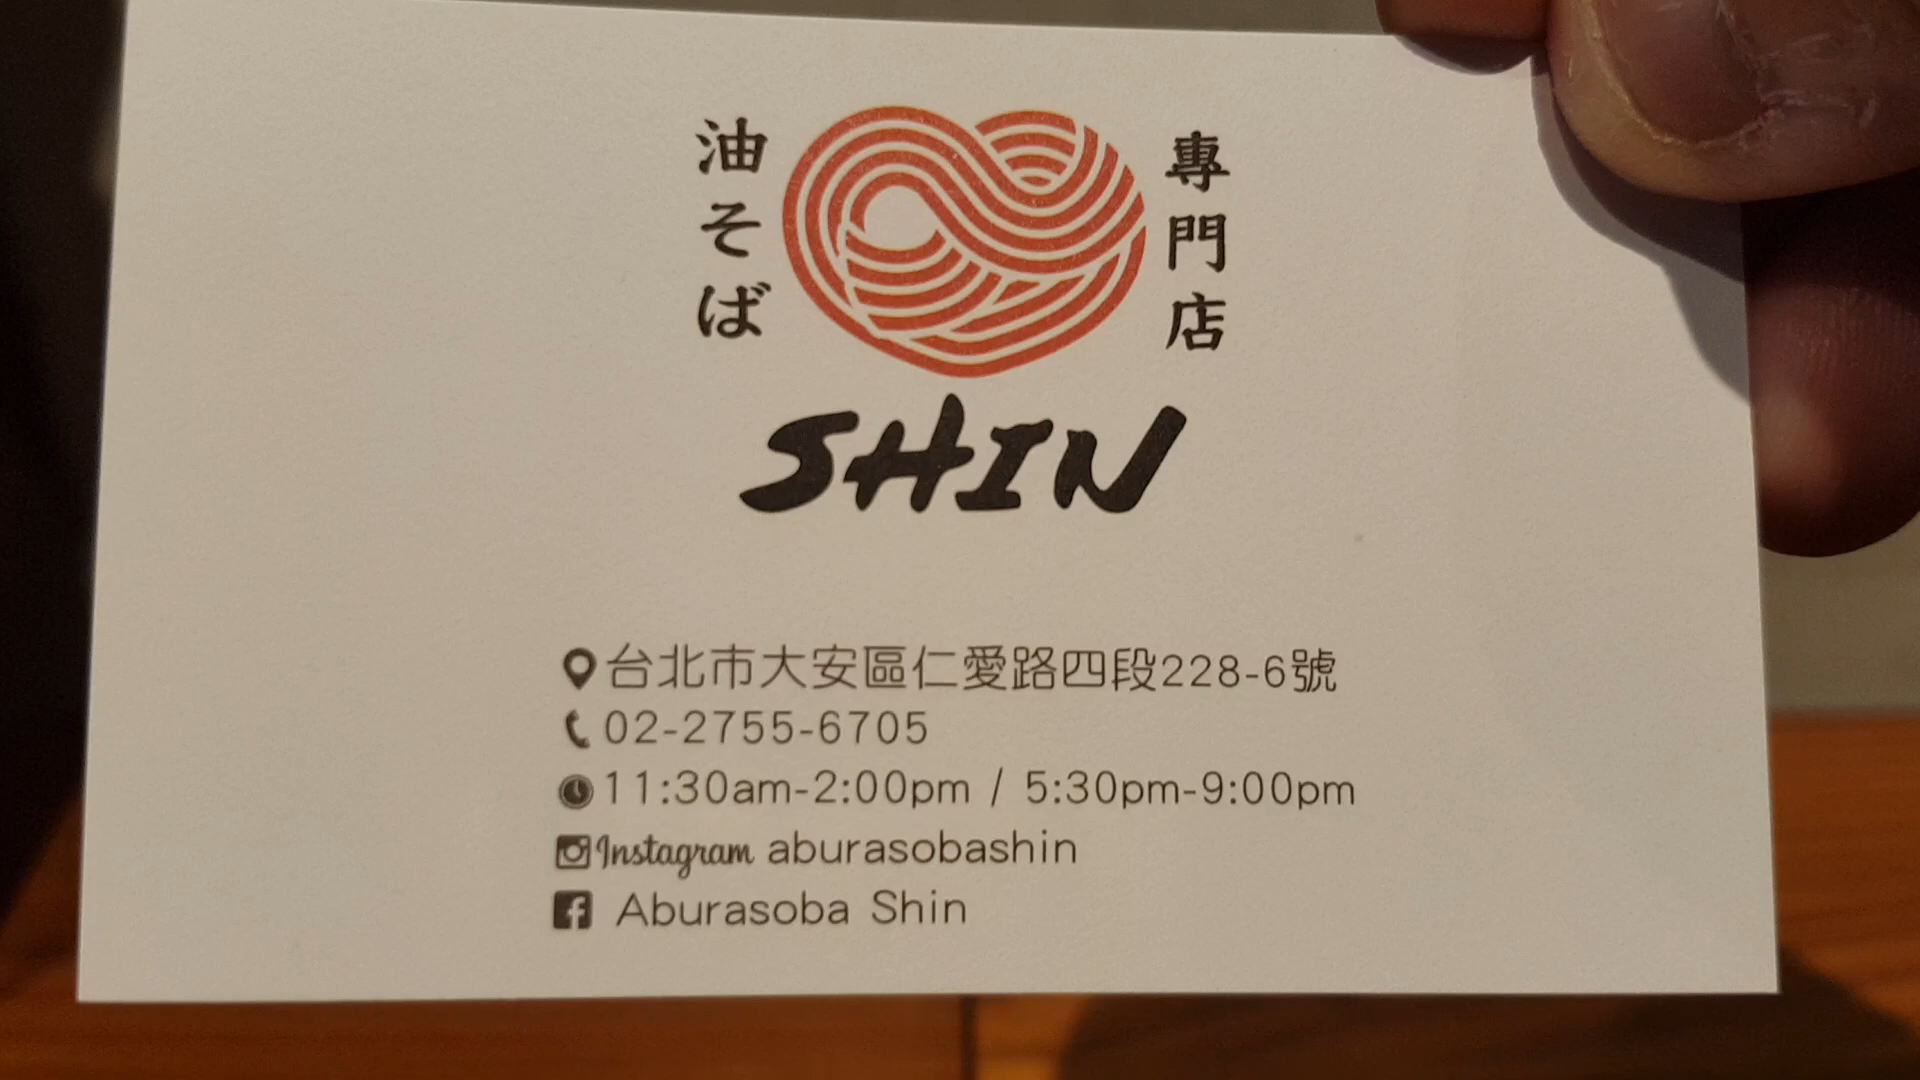 油そば
專門店
SHIN
台北市大安區仁愛路四段228-6號
02-2755-6705
11:30am-2:00pm / 5:30pm-9:00pm
Instagram aburasobashin
Aburasoba Shin